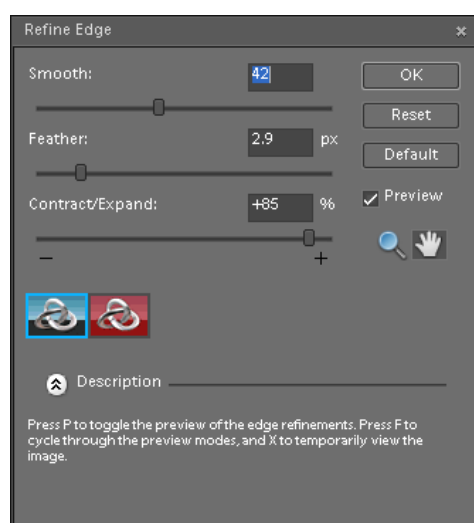 Refine Edge
Smooth: 42
OK
Reset
Feather: 2.9 px
Default
Contract/Expand: +85 %
Preview
Description
Press P to toggle the preview of the edge refinements. Press F to
cycle through the preview modes, and X to temporarily view the
image.